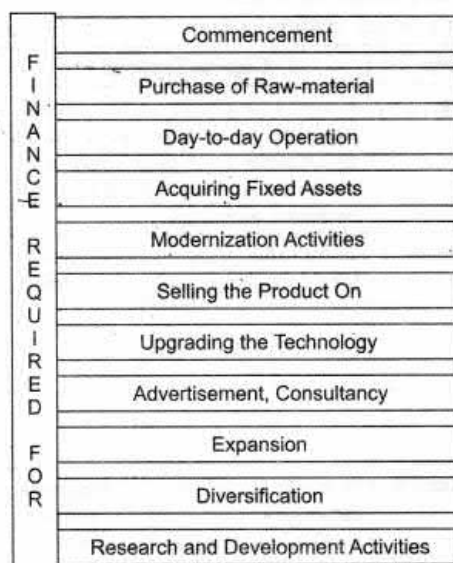 FINANCE REQUIRED FOR
Commencement
Purchase of Raw-material
Day-to-day Operation
Acquiring Fixed Assets
Modernization Activities
Selling the Product On
Upgrading the Technology
Advertisement, Consultancy
Expansion
Diversification
Research and Development Activities